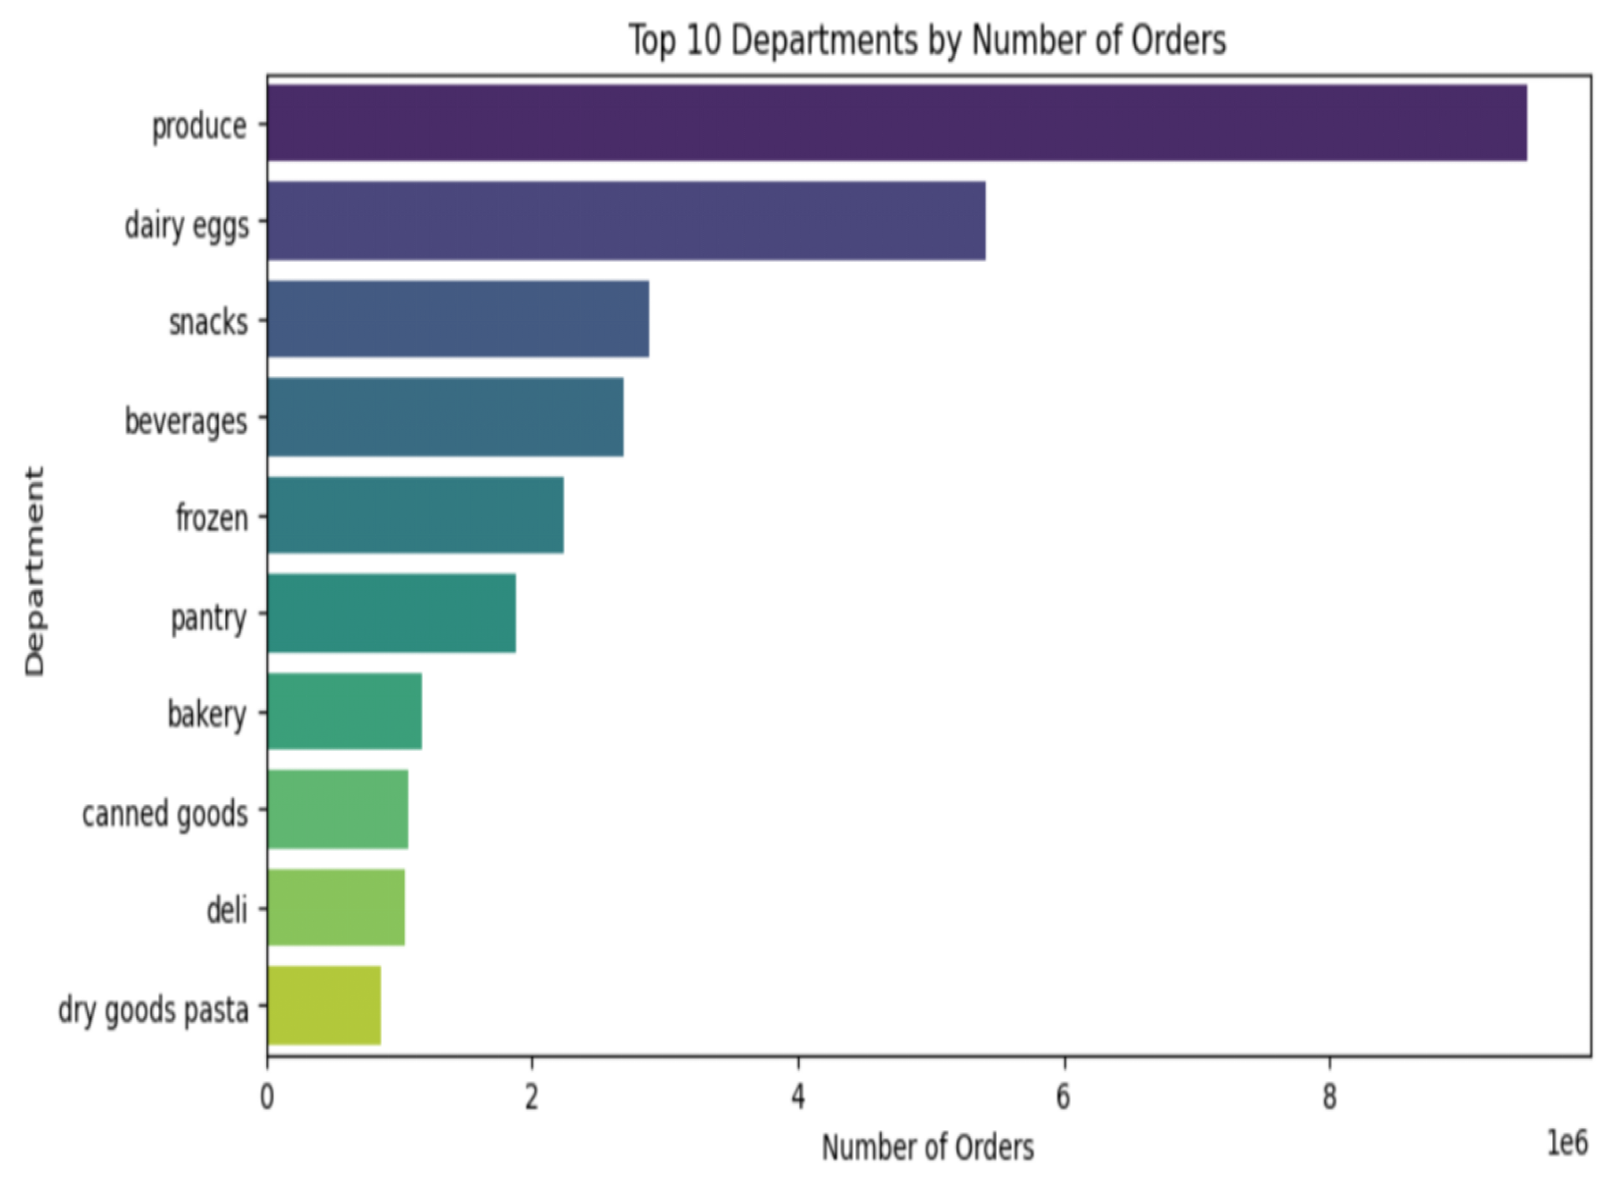 Top 10 Departments by Number of Orders
produce
dairy eggs
snacks
beverages
frozen
pantry
bakery
canned goods
deli
dry goods pasta
Department
0 2 4 6 8
Number of Orders
1e6